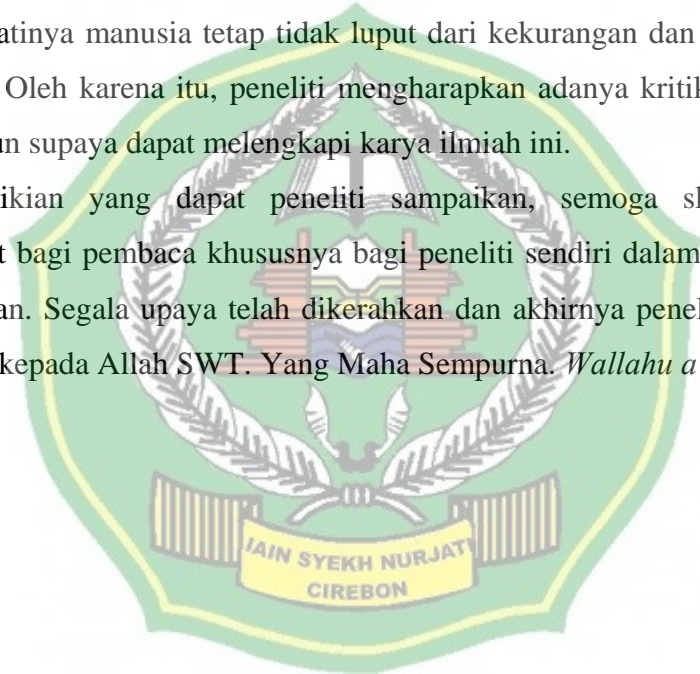 atinya manusia tetap tidak luput dari kekurangan dan
Oleh karena itu, peneliti mengharapkan adanya kritik
un supaya dapat melengkapi karya ilmiah ini.
ikian yang dapat peneliti sampaikan, semoga sk
t bagi pembaca khususnya bagi peneliti sendiri dalam
an. Segala upaya telah dikerahkan dan akhirnya penel
kepada Allah SWT. Yang Maha Sempurna. Wallahu a
IAIN SYEKH NURJATI
CIREBON